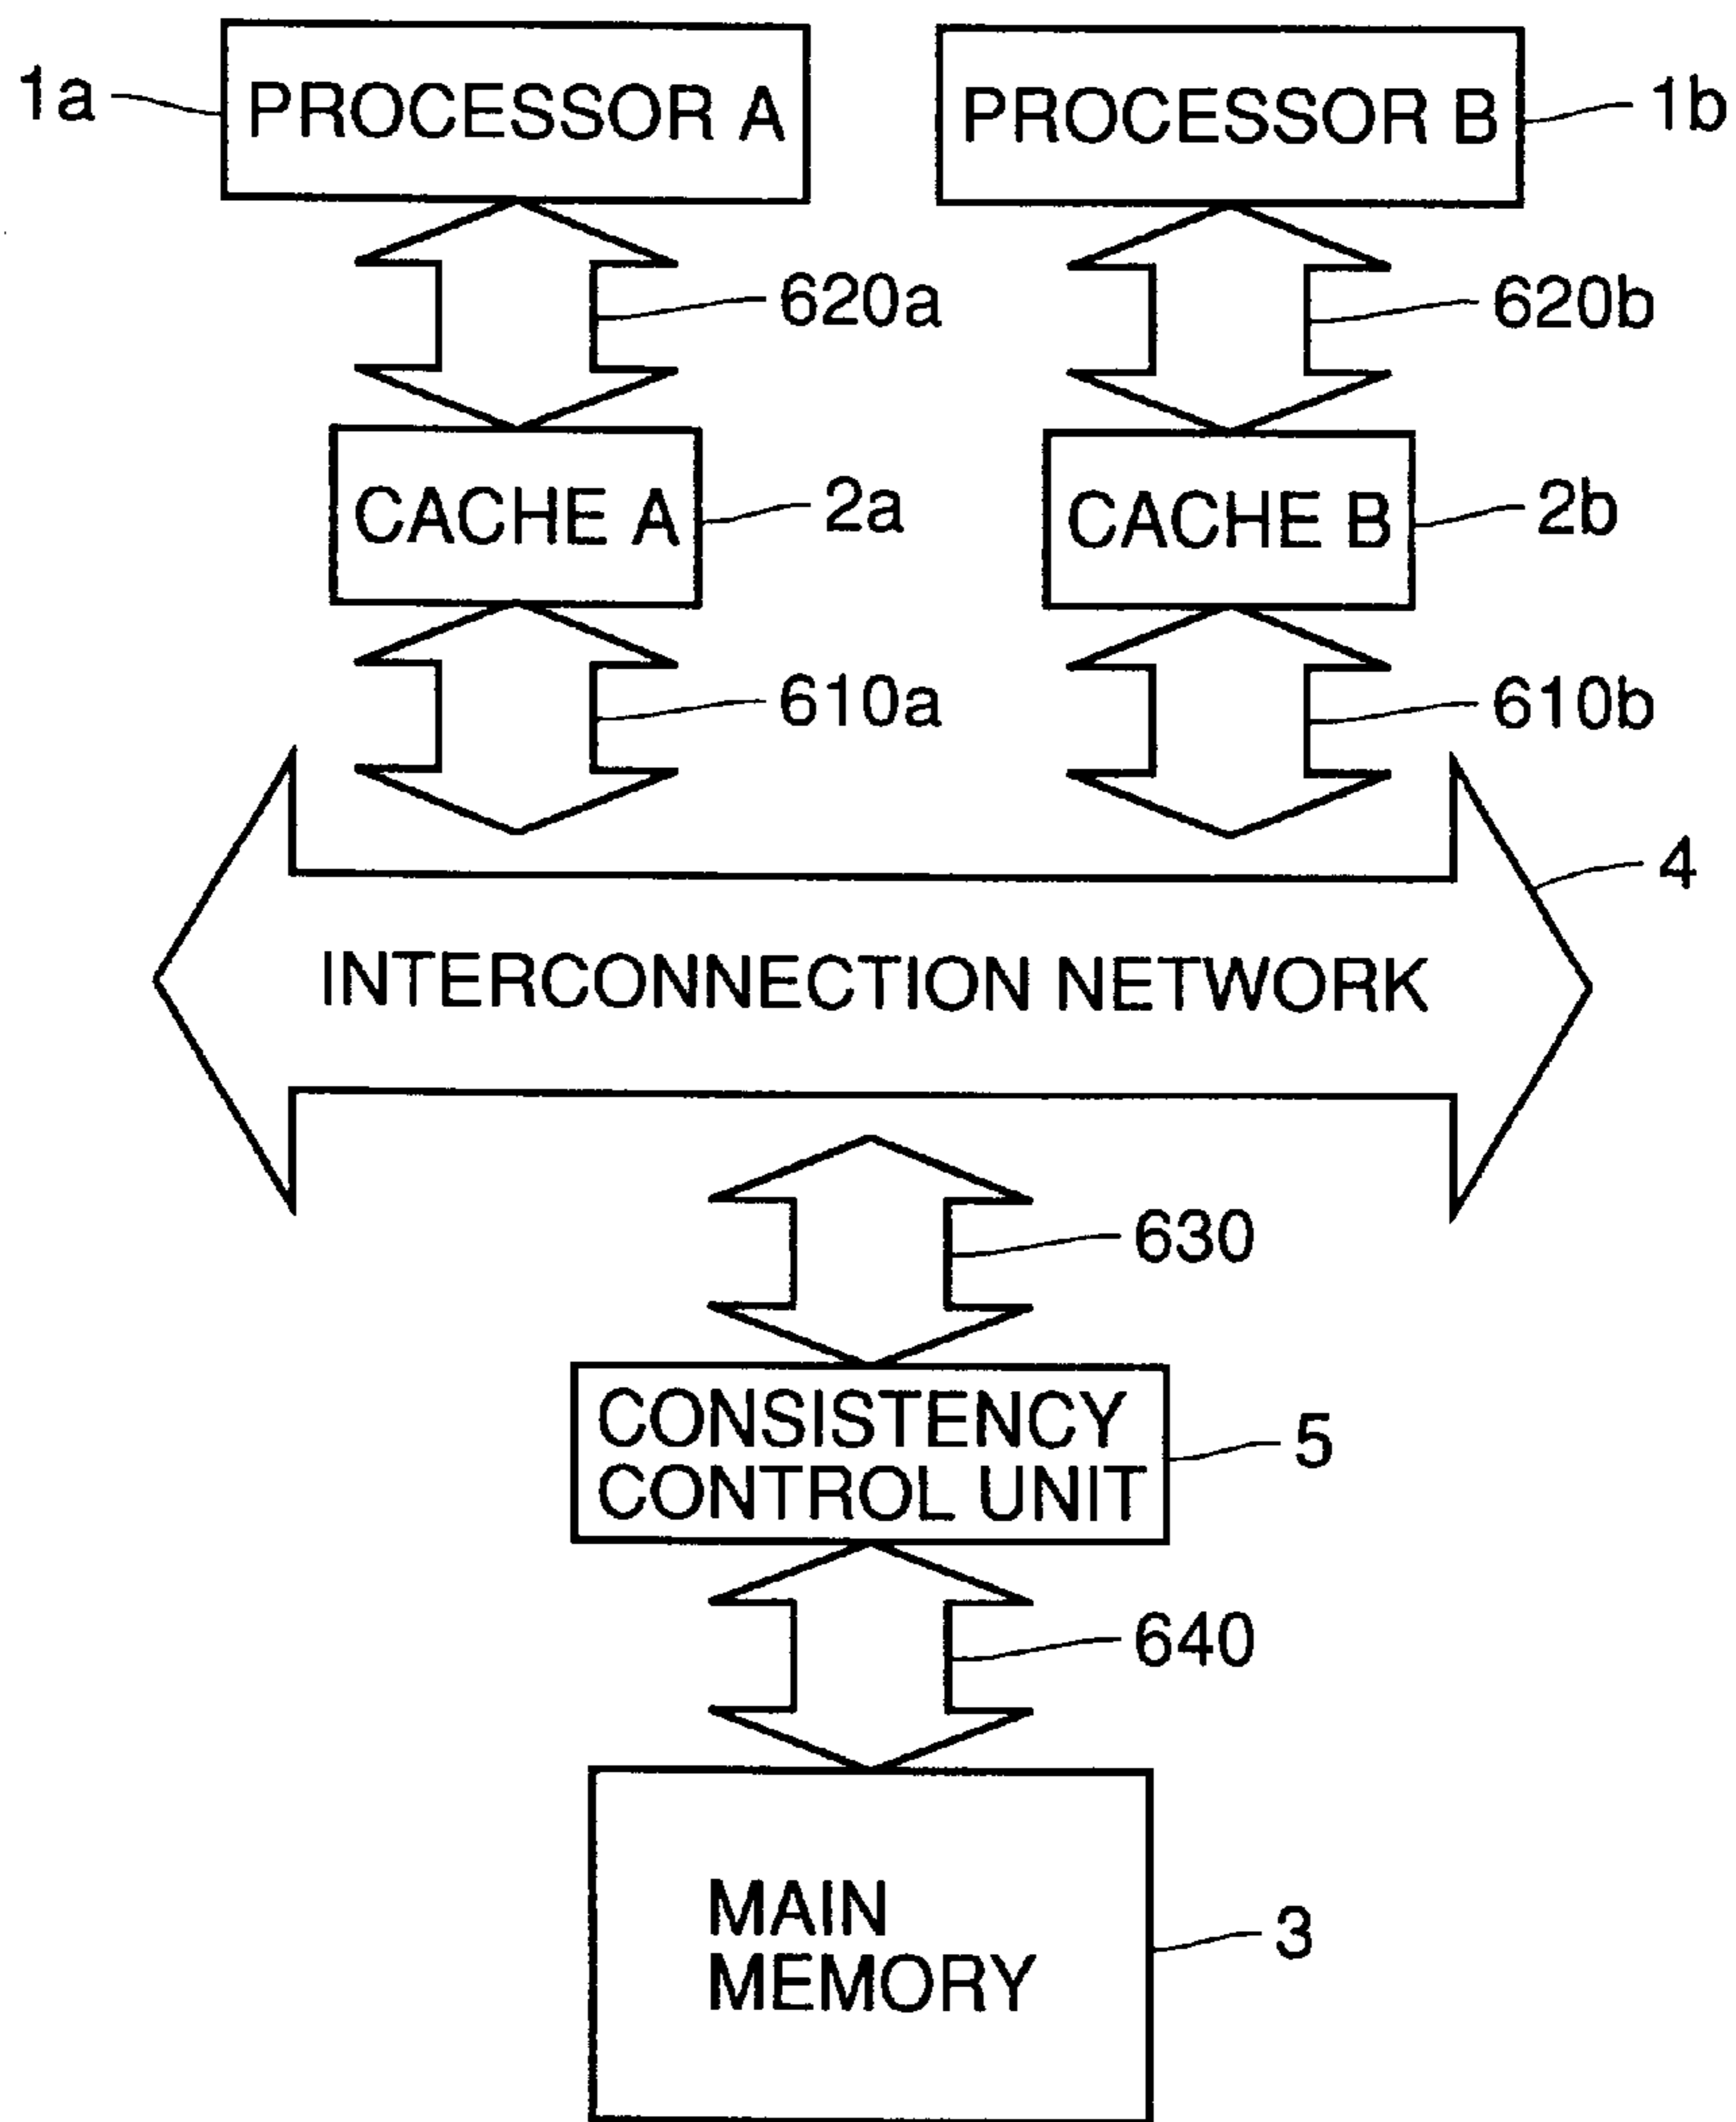 1a
PROCESSOR A
PROCESSOR B
1b
620a
620b
CACHE A
2a
CACHE B
2b
610a
610b
4
INTERCONNECTION NETWORK
630
CONSISTENCY
CONTROL UNIT
5
640
MAIN
MEMORY
3